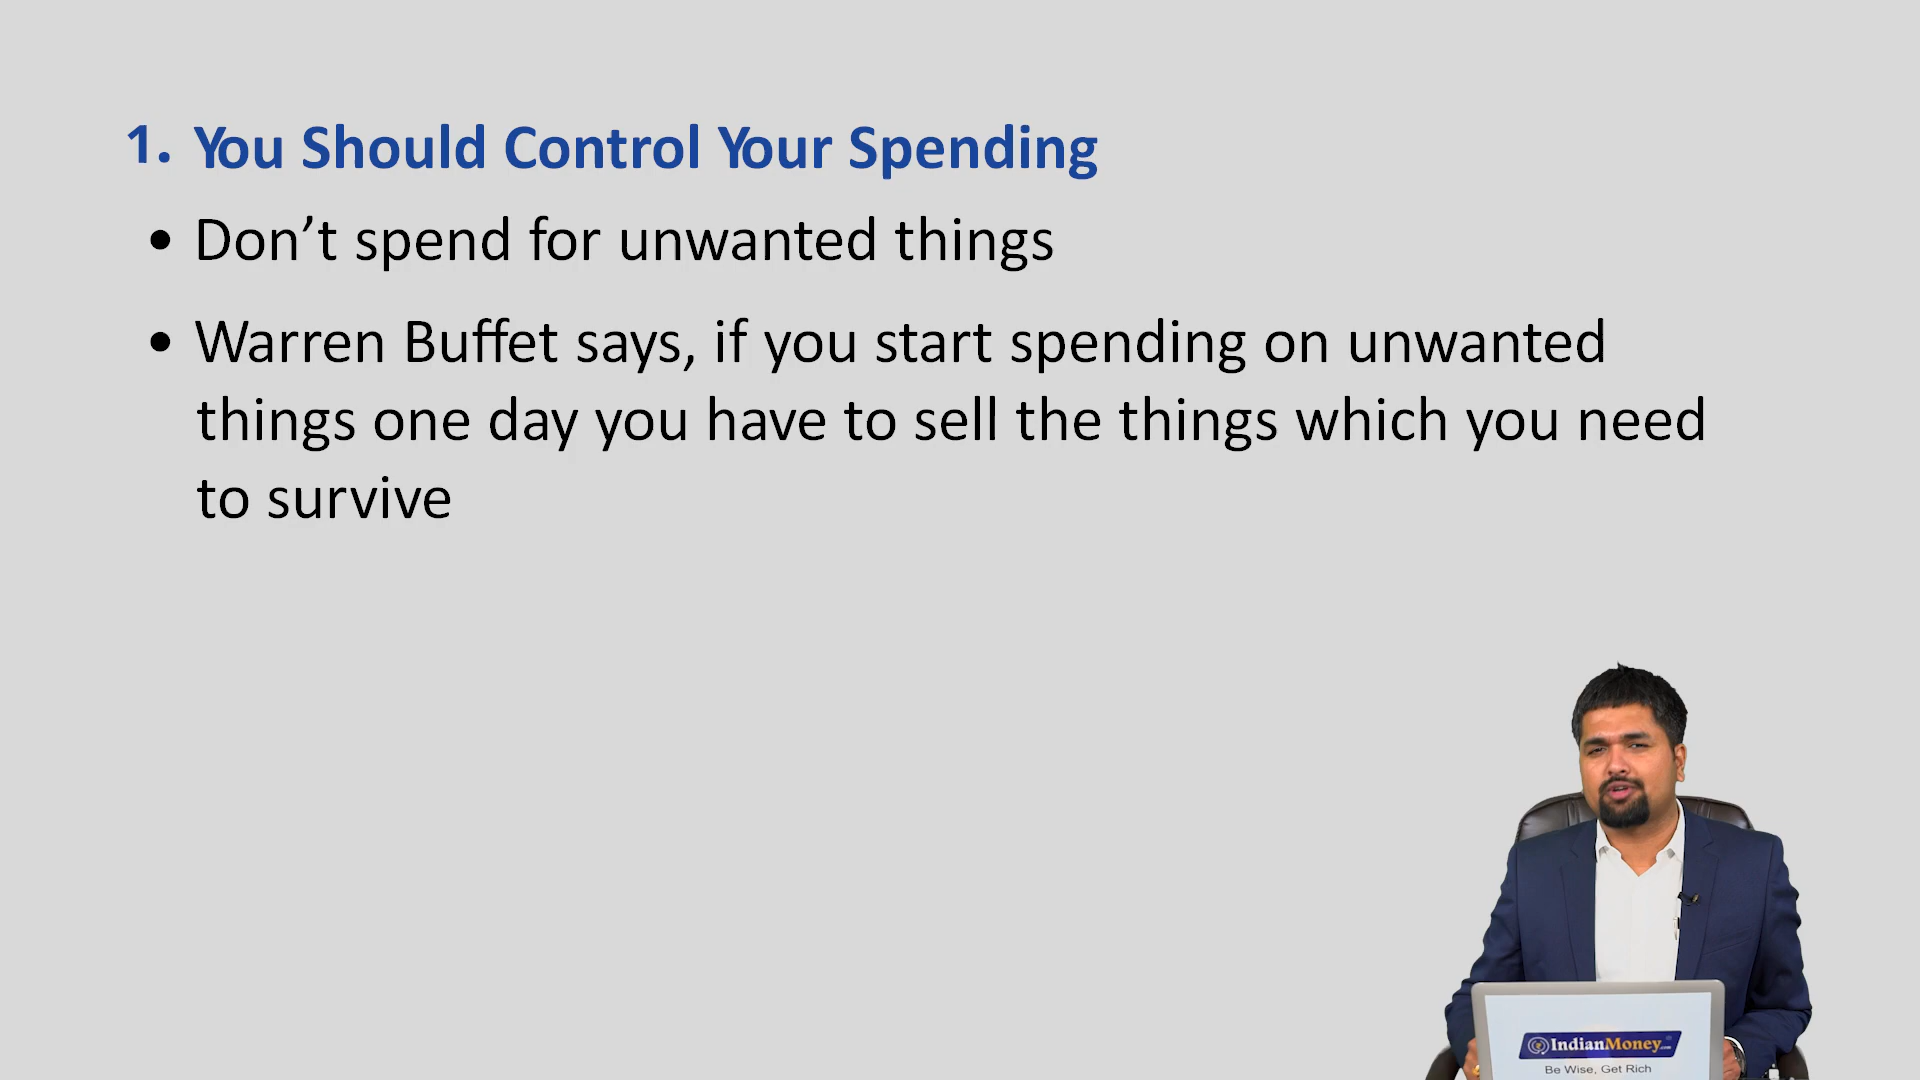 1. You Should Control Your Spending
• Don’t spend for unwanted things
• Warren Buffet says, if you start spending on unwanted
things one day you have to sell the things which you need
to survive
IndianMoney.com
Be Wise, Get Rich